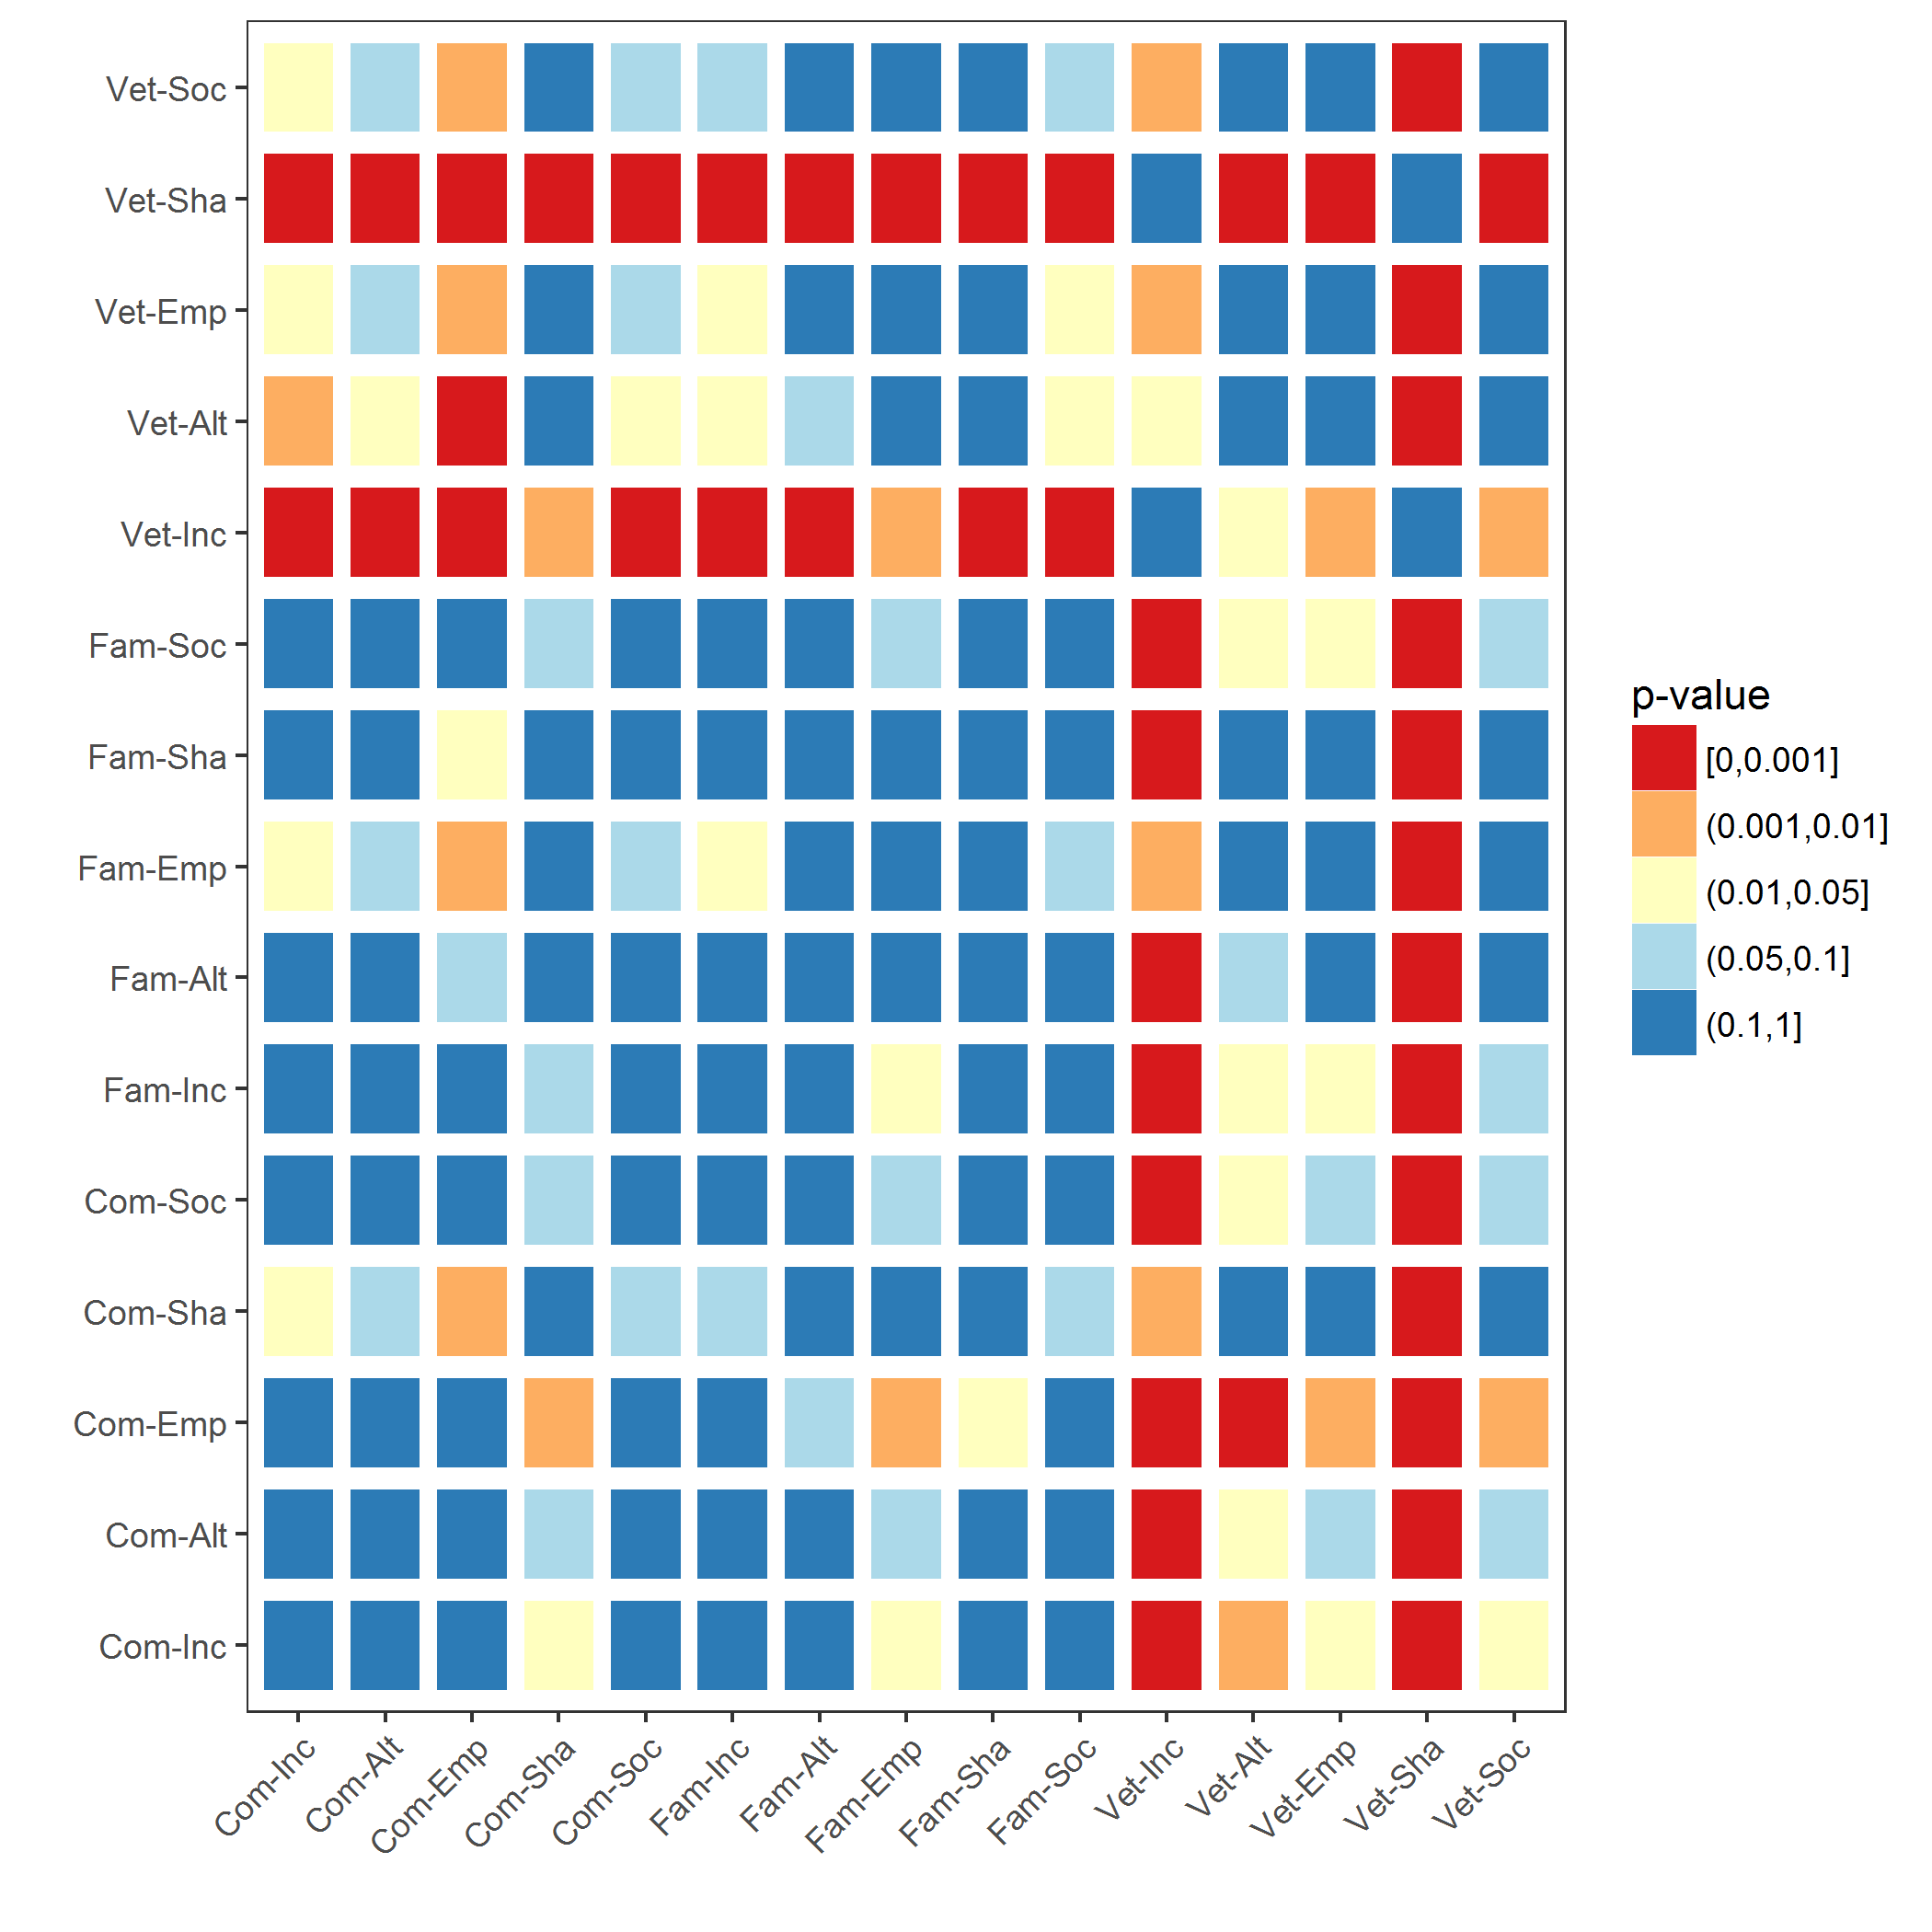 Vet-Soc
Vet-Sha
Vet-Emp
Vet-Alt
Vet-Inc
Fam-Soc
Fam-Sha
Fam-Emp
Fam-Alt
Fam-Inc
Com-Soc
Com-Sha
Com-Emp
Com-Alt
Com-Inc
Com-Inc
Com-Alt
Com-Emp
Com-Sha
Com-Soc
Fam-Inc
Fam-Alt
Fam-Emp
Fam-Sha
Fam-Soc
Vet-Inc
Vet-Alt
Vet-Emp
Vet-Sha
Vet-Soc
p-value
[0,0.001]
(0.001,0.01]
(0.01,0.05]
(0.05,0.1]
(0.1,1]